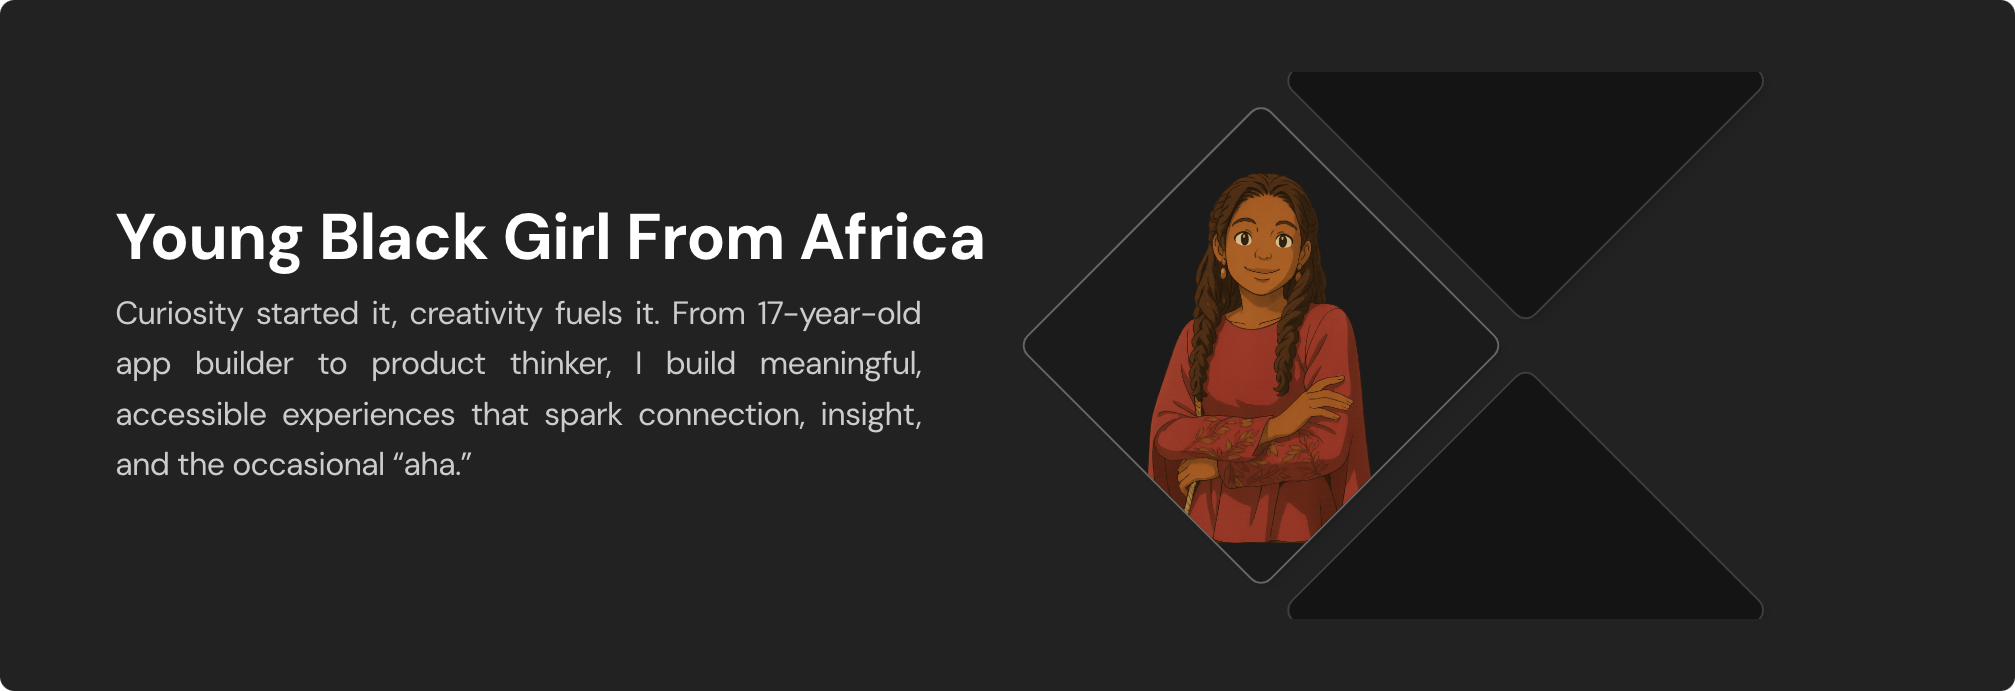 Young Black Girl From Africa
Curiosity started it, creativity fuels it. From 17-year-old
app builder to product thinker, I build meaningful,
accessible experiences that spark connection, insight,
and the occasional “aha.”